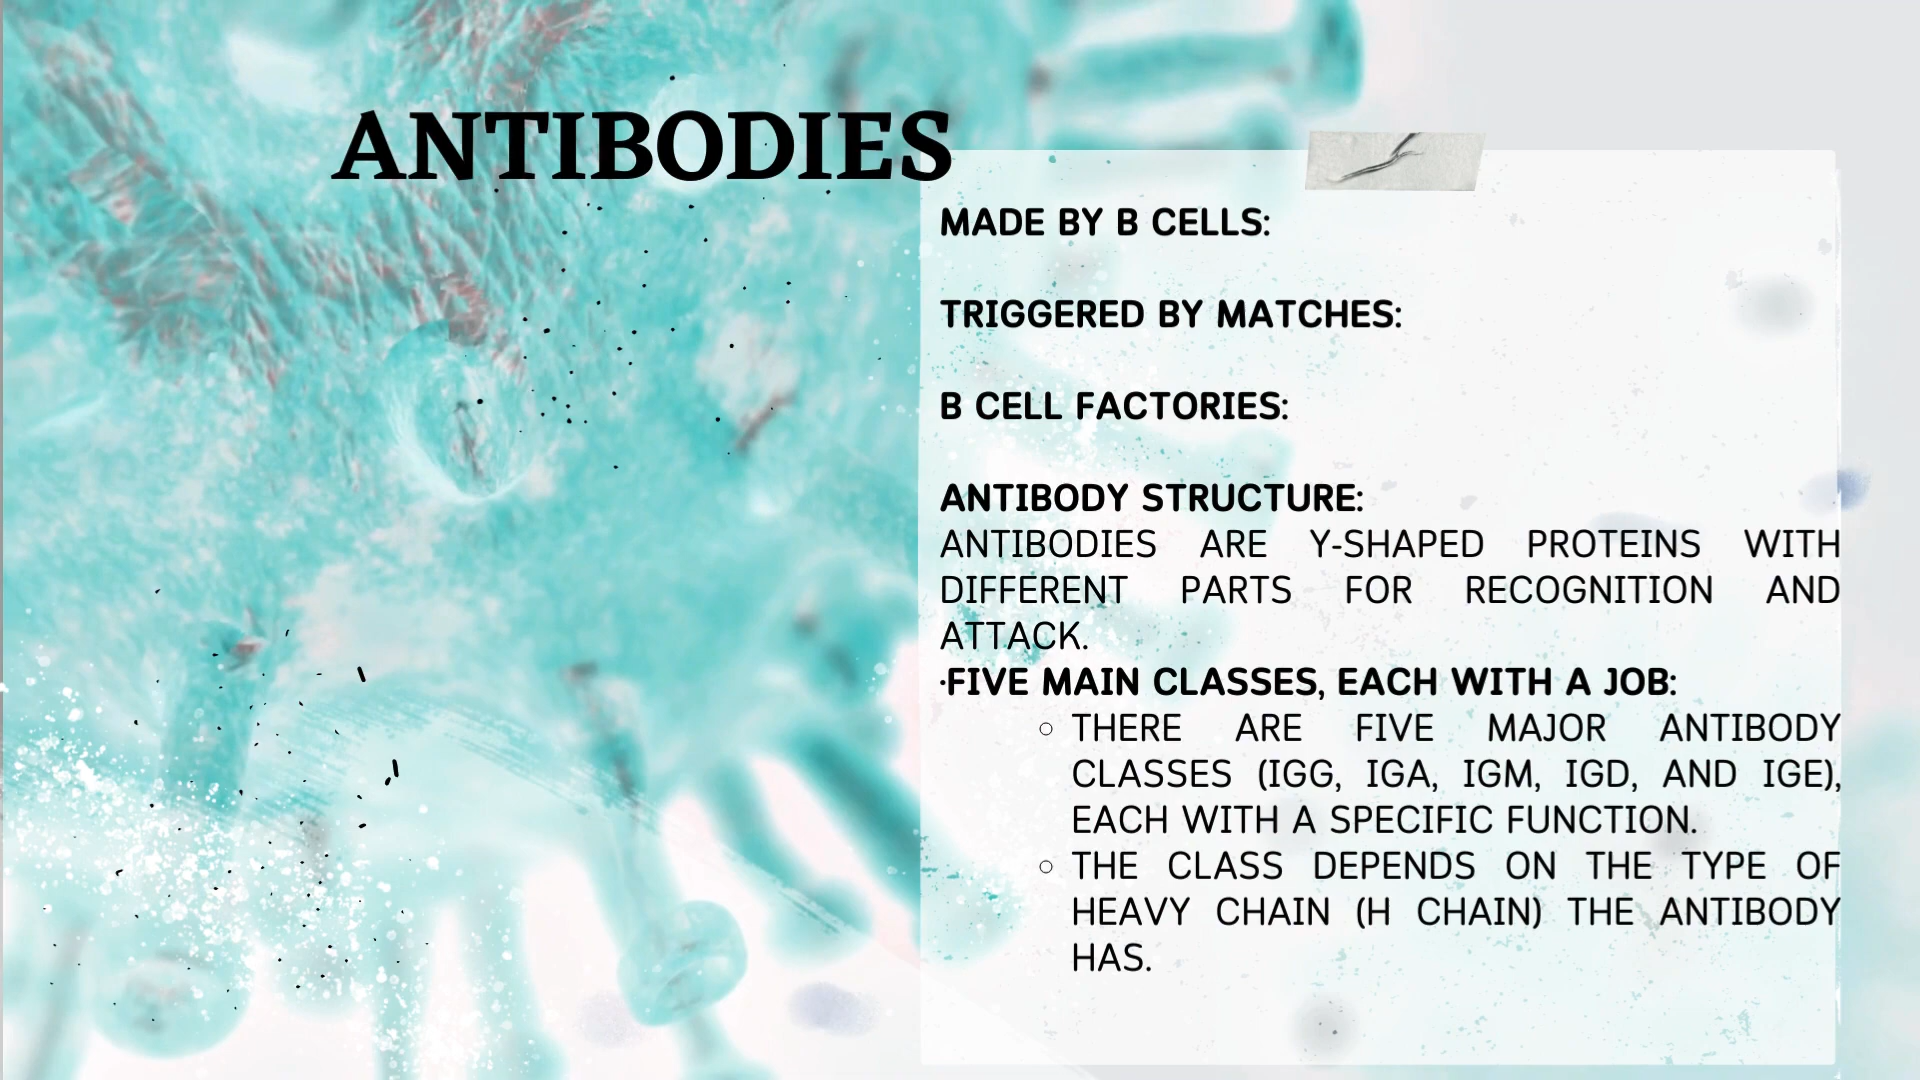 ANTIBODIES
MADE BY B CELLS:
TRIGGERED BY MATCHES:
B CELL FACTORIES:
ANTIBODY STRUCTURE:
ANTIBODIES ARE Y-SHAPED PROTEINS WITH
DIFFERENT PARTS FOR RECOGNITION AND
ATTACK.
·FIVE MAIN CLASSES, EACH WITH A JOB:
○ THERE ARE FIVE MAJOR ANTIBODY
CLASSES (IGG, IGA, IGM, IGD, AND IGE),
EACH WITH A SPECIFIC FUNCTION.
○ THE CLASS DEPENDS ON THE TYPE OF
HEAVY CHAIN (H CHAIN) THE ANTIBODY
HAS.